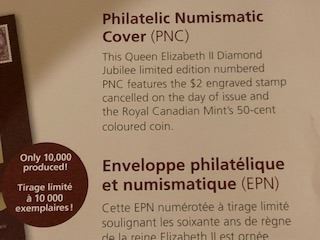 Philatelic Numismatic
Cover (PNC)
This Queen Elizabeth II Diamond
Jubilee limited edition numbered
PNC features the $2 engraved stamp
cancelled on the day of issue and
the Royal Canadian Mint's 50-cent
coloured coin.
Only 10,000
produced!
Tirage limité
à 10 000
exemplaires !
Enveloppe philatélique
et numismatique (EPN)
Cette EPN numérotée à tirage limité
soulignant les soixante ans de règne
de la reine Elizabeth II est ornée